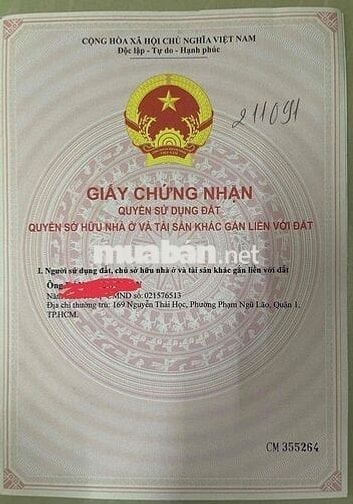 CỘNG HÒA XÃ HỘI CHỦ NGHĨA VIỆT NAM
Độc lập - Tự do - Hạnh phúc
211091
GIẤY CHỨNG NHẬN
QUYỀN SỬ DỤNG ĐẤT
QUYỀN SỞ HỮU NHÀ Ở VÀ TÀI SẢN KHÁC GẮN LIỀN VỚI ĐẤT
muaban.net
I. Người sử dụng đất, chủ sở hữu nhà ở và tài sản khác gắn liền với đất
Ông
Năm CMND số: 021576513
Địa chỉ thường trú: 169 Nguyễn Thái Học, Phường Phạm Ngũ Lão, Quận 1,
TP.HCM.
CM 355264